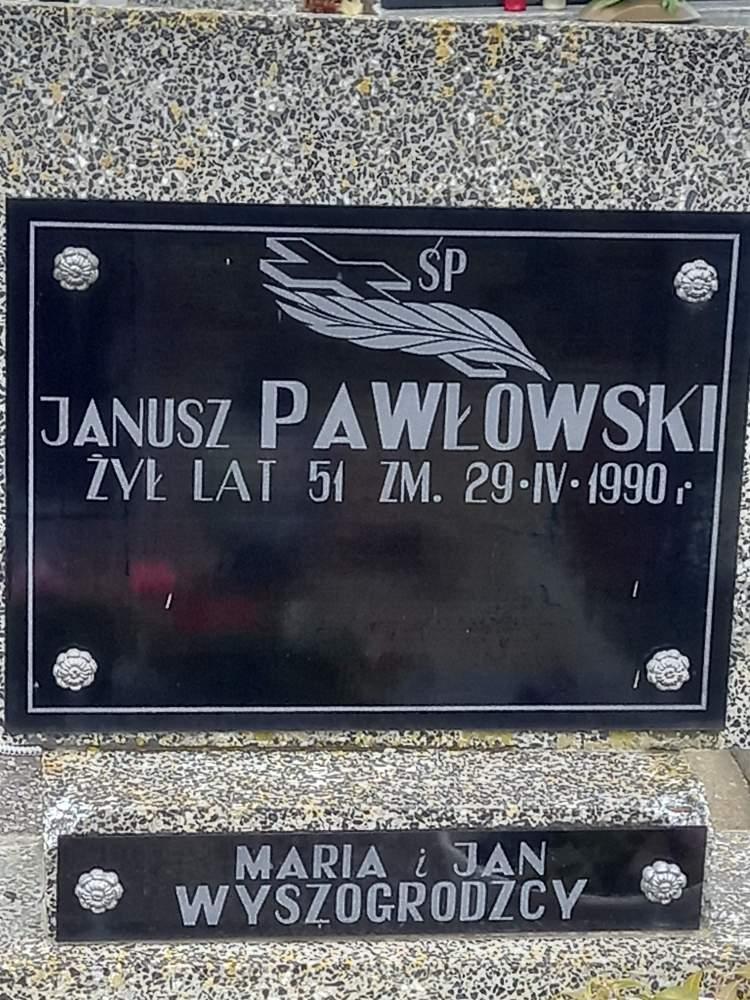 ŚP
JANUSZ PAWŁOWSKI
ŻYŁ LAT 51 ZM. 29·IV·1990 r
MARIA i JAN
WYSZOGRODZCY